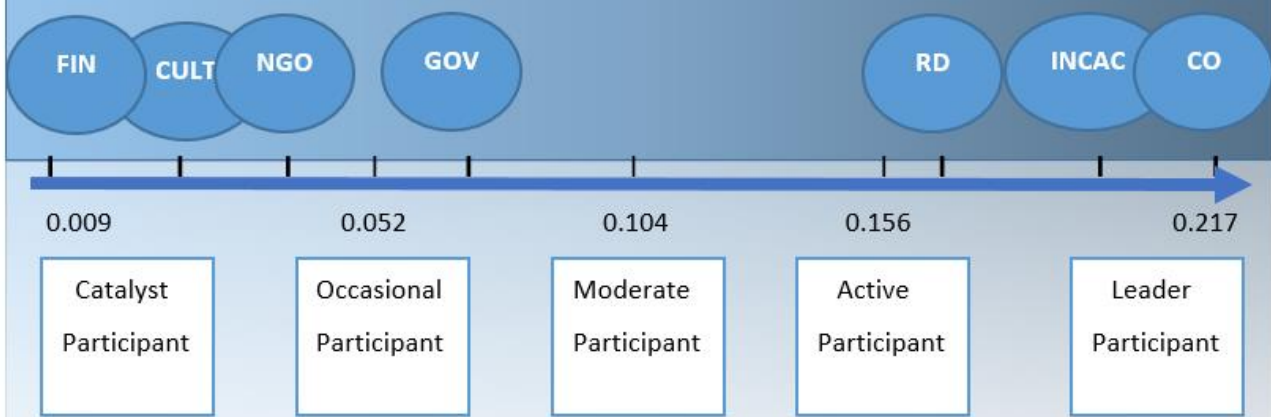 FIN CULT NGO GOV RD INCAC CO
0.009 0.052 0.104 0.156 0.217
Catalyst Occasional Moderate Active Leader
Participant Participant Participant Participant Participant